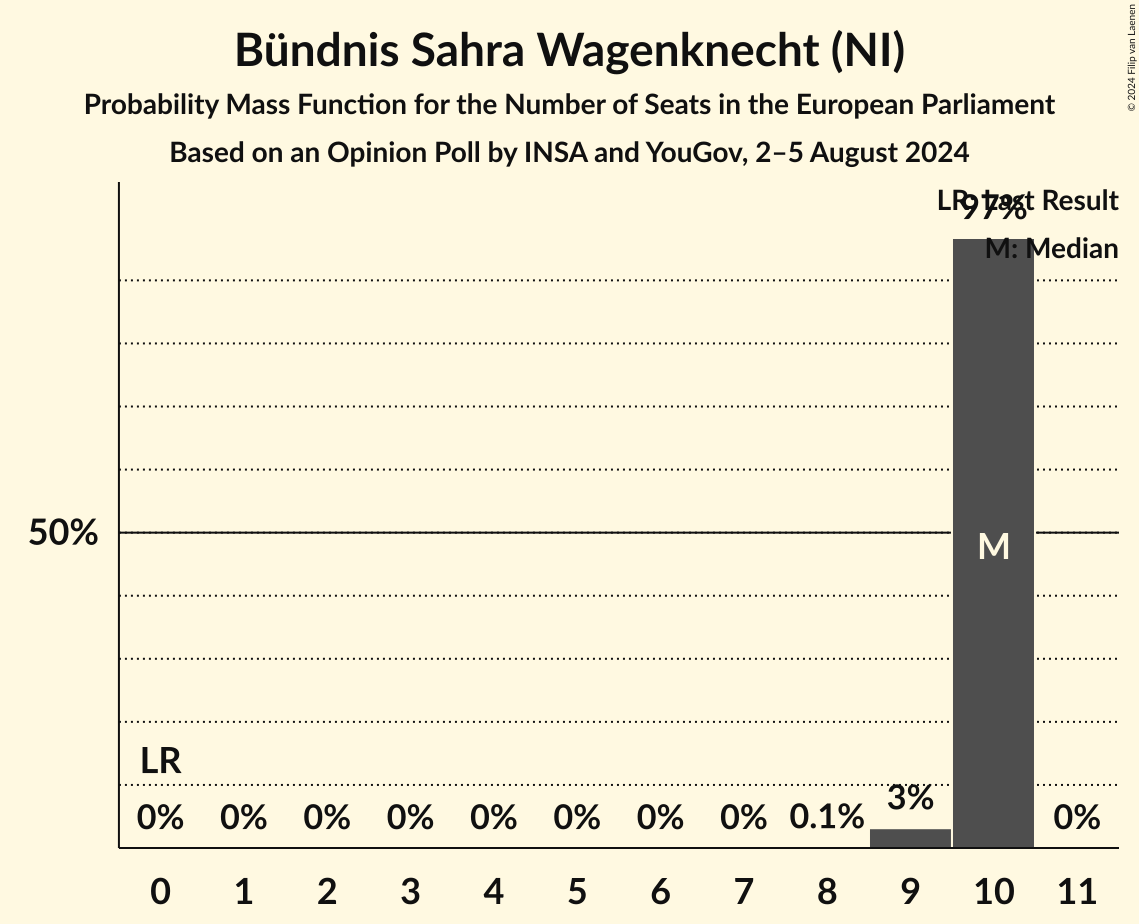 Bündnis Sahra Wagenknecht (NI)
Probability Mass Function for the Number of Seats in the European Parliament
Based on an Opinion Poll by INSA and YouGov, 2–5 August 2024
© 2024 Filip van Laenen
LR: Last Result
97%
M: Median
50%
M
LR
0% 0% 0% 0% 0% 0% 0% 0% 0.1% 3% 0%
0 1 2 3 4 5 6 7 8 9 10 11